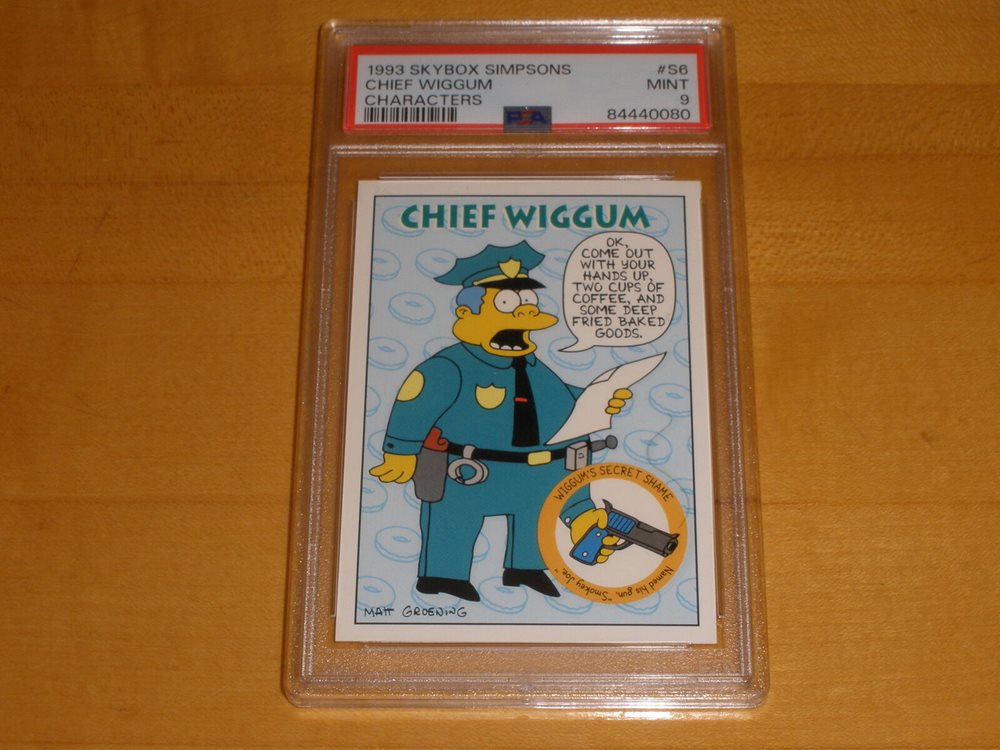 1993 SKYBOX SIMPSONS #S6
CHIEF WIGGUM MINT
CHARACTERS 9
PSA 84440080
CHIEF WIGGUM
OK,
COME OUT
WITH YOUR
HANDS UP,
TWO CUPS OF
COFFEE, AND
SOME DEEP
FRIED BAKED
GOODS.
WIGGUM'S SECRET SHAME
Named his gun, "Smokey Joe."
MATT GROENING